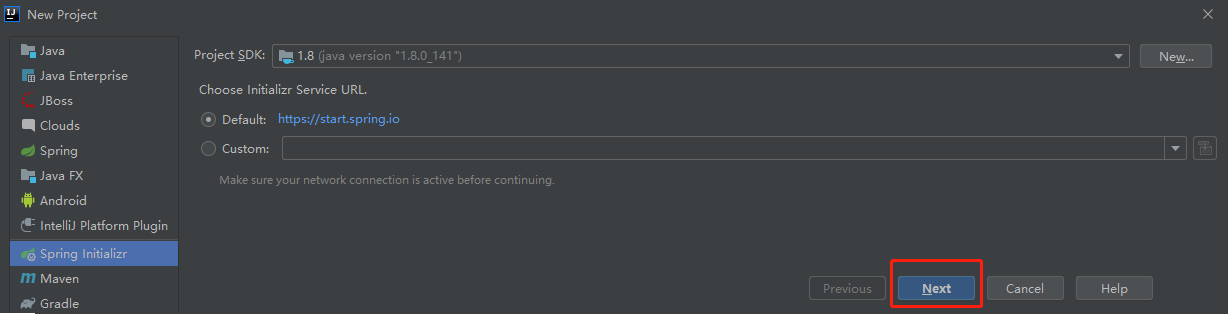 New Project
Java
Java Enterprise
JBoss
Clouds
Spring
Java FX
Android
IntelliJ Platform Plugin
Spring Initializr
Maven
Gradle
Project SDK: 1.8 (java version "1.8.0_141") New...
Choose Initializr Service URL.
Default: https://start.spring.io
Custom:
Make sure your network connection is active before continuing.
Previous Next Cancel Help